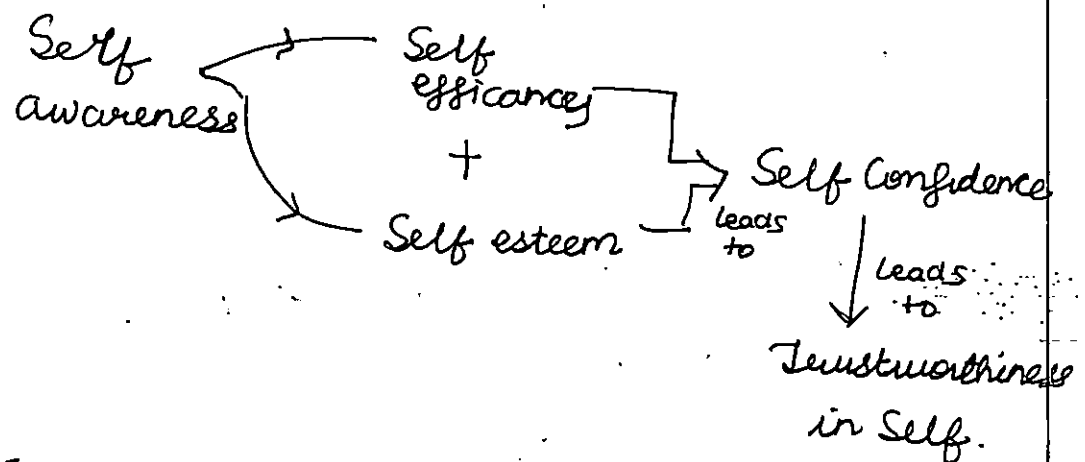 Self
awareness
Self
efficancy
+
Self esteem
leads
to
Self Confidence
leads
to
Trustworthiness
in Self.